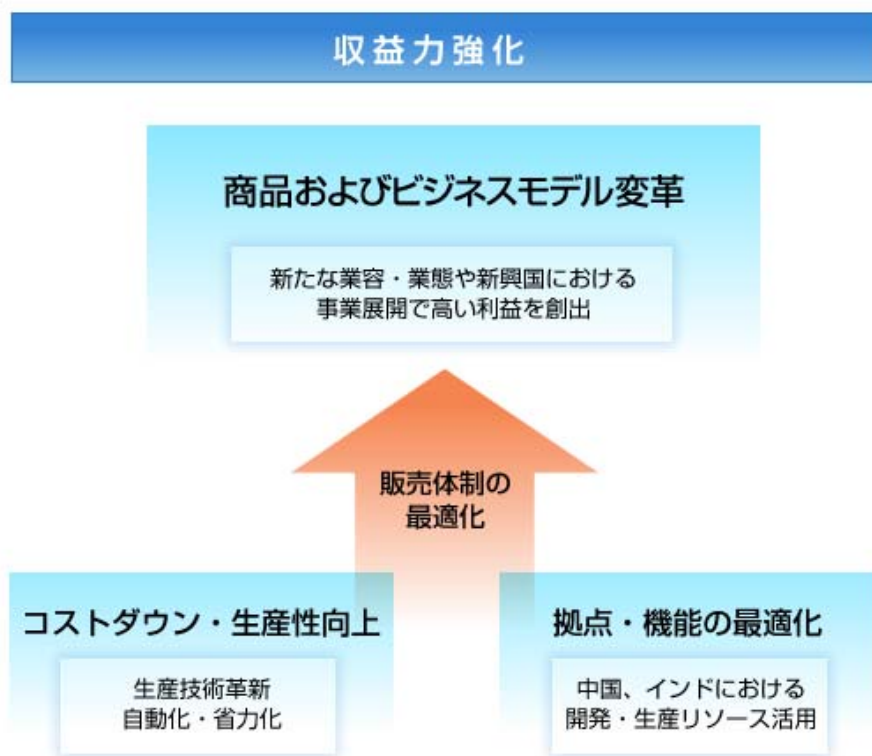 収益力強化
商品およびビジネスモデル変革
新たな業容・業態や新興国における
事業展開で高い利益を創出
販売体制の
最適化
コストダウン・生産性向上
生産技術革新
自動化・省力化
拠点・機能の最適化
中国、インドにおける
開発・生産リソース活用